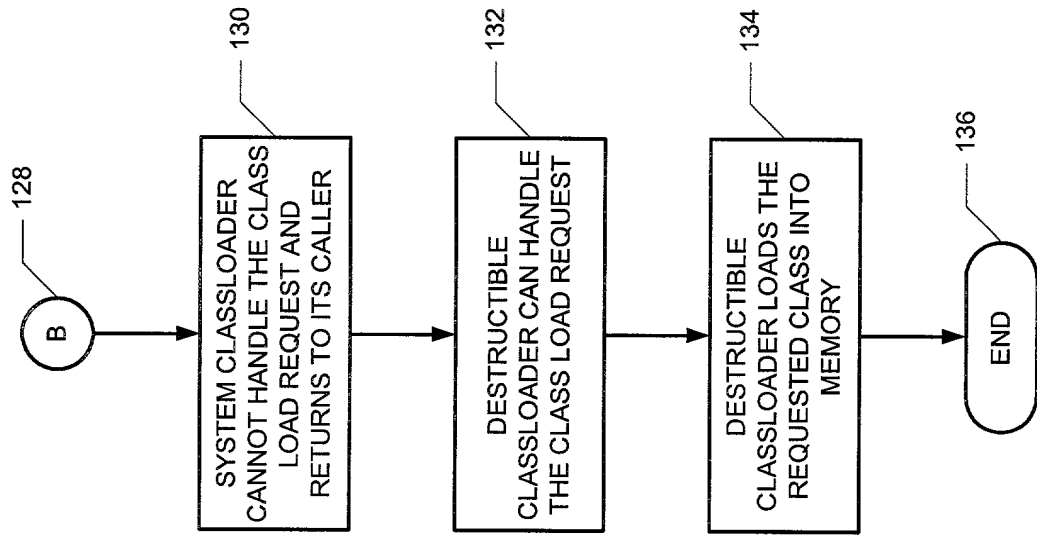 128
B
130
SYSTEM CLASSLOADER
CANNOT HANDLE THE CLASS
LOAD REQUEST AND
RETURNS TO ITS CALLER
132
DESTRUCTIBLE
CLASSLOADER CAN HANDLE
THE CLASS LOAD REQUEST
134
DESTRUCTIBLE
CLASSLOADER LOADS THE
REQUESTED CLASS INTO
MEMORY
136
END